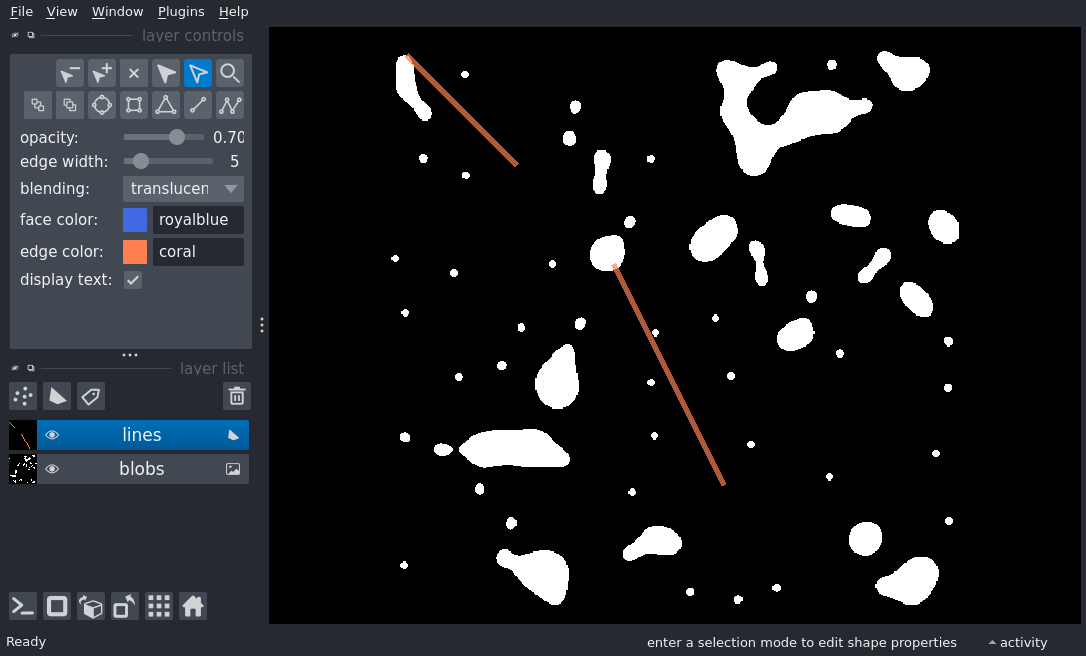 File View Window Plugins Help
layer controls
opacity: 0.70
edge width: 5
blending: translucen
face color: royalblue
edge color: coral
display text:
layer list
lines
blobs
Ready enter a selection mode to edit shape properties activity